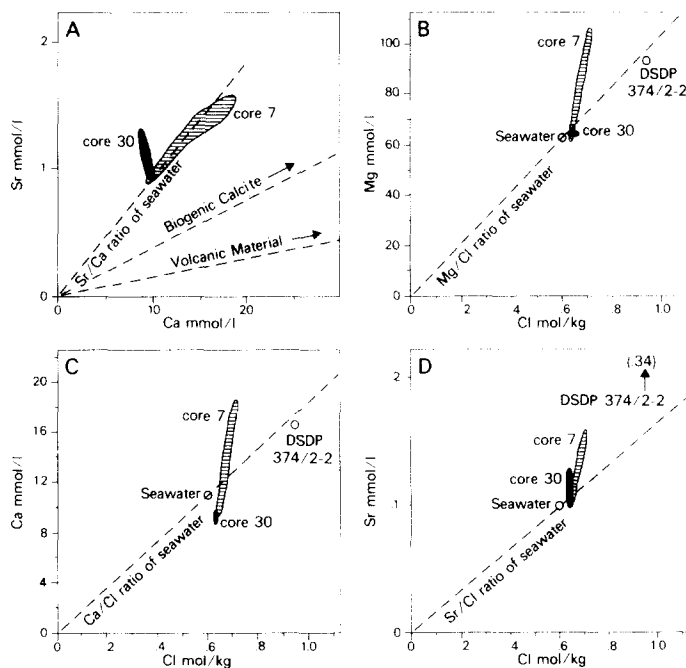 A
2
1
0
Sr mmol/l
core 30
core 7
Sr/Ca ratio of seawater
Biogenic Calcite
Volcanic Material
0
10
20
Ca mmol/l
B
100
80
60
40
20
0
Mg mmol/l
core 7
DSDP
374/2-2
Seawater
core 30
Mg/Cl ratio of seawater
0
2
4
6
8
1.0
Cl mol/kg
C
20
16
12
8
4
0
Ca mmol/l
core 7
DSDP
374/2-2
Seawater
core 30
Ca/Cl ratio of seawater
0
.2
.4
.6
.8
1.0
Cl mol/kg
D
2
.1
0
Sr mmol/l
(.34)
DSDP 374/2-2
core 7
core 30
Seawater
Sr/Cl ratio of seawater
0
.2
.4
.6
.8
1.0
Cl mol/kg